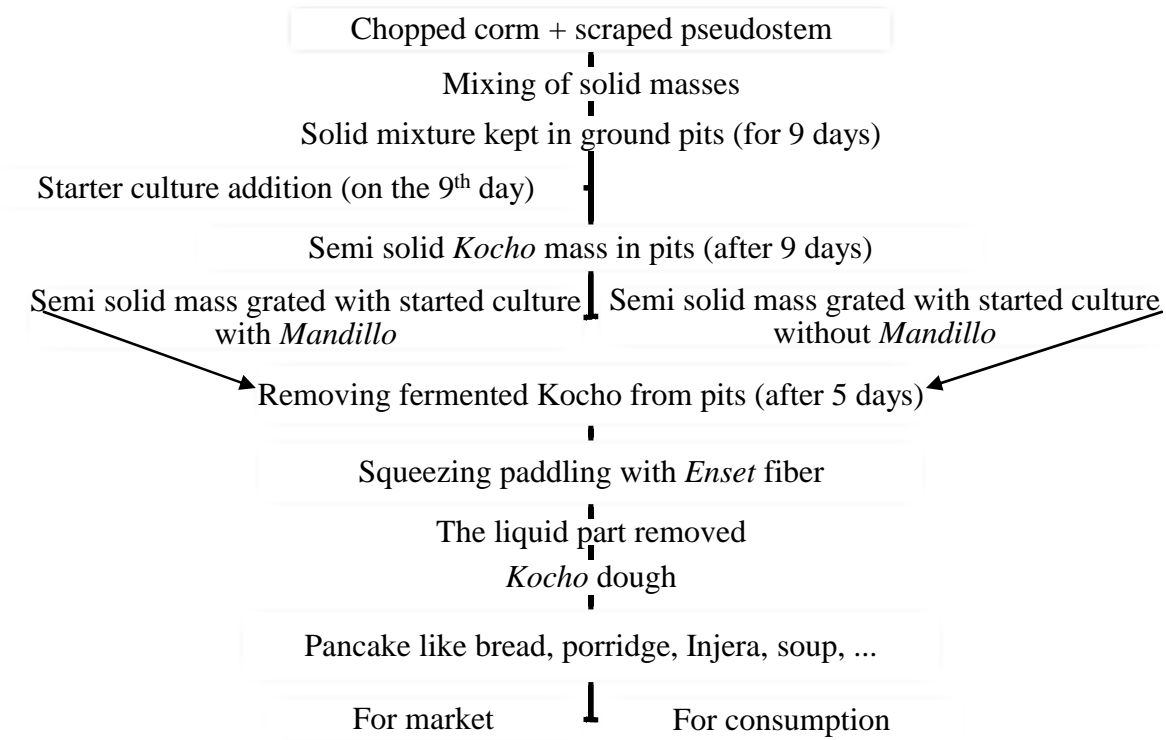 Chopped corm + scraped pseudostem
Mixing of solid masses
Solid mixture kept in ground pits (for 9 days)
Starter culture addition (on the 9th day)
Semi solid Kocho mass in pits (after 9 days)
Semi solid mass grated with started culture
with Mandillo
Semi solid mass grated with started culture
without Mandillo
Removing fermented Kocho from pits (after 5 days)
Squeezing paddling with Enset fiber
The liquid part removed
Kocho dough
Pancake like bread, porridge, Injera, soup, ...
For market
For consumption